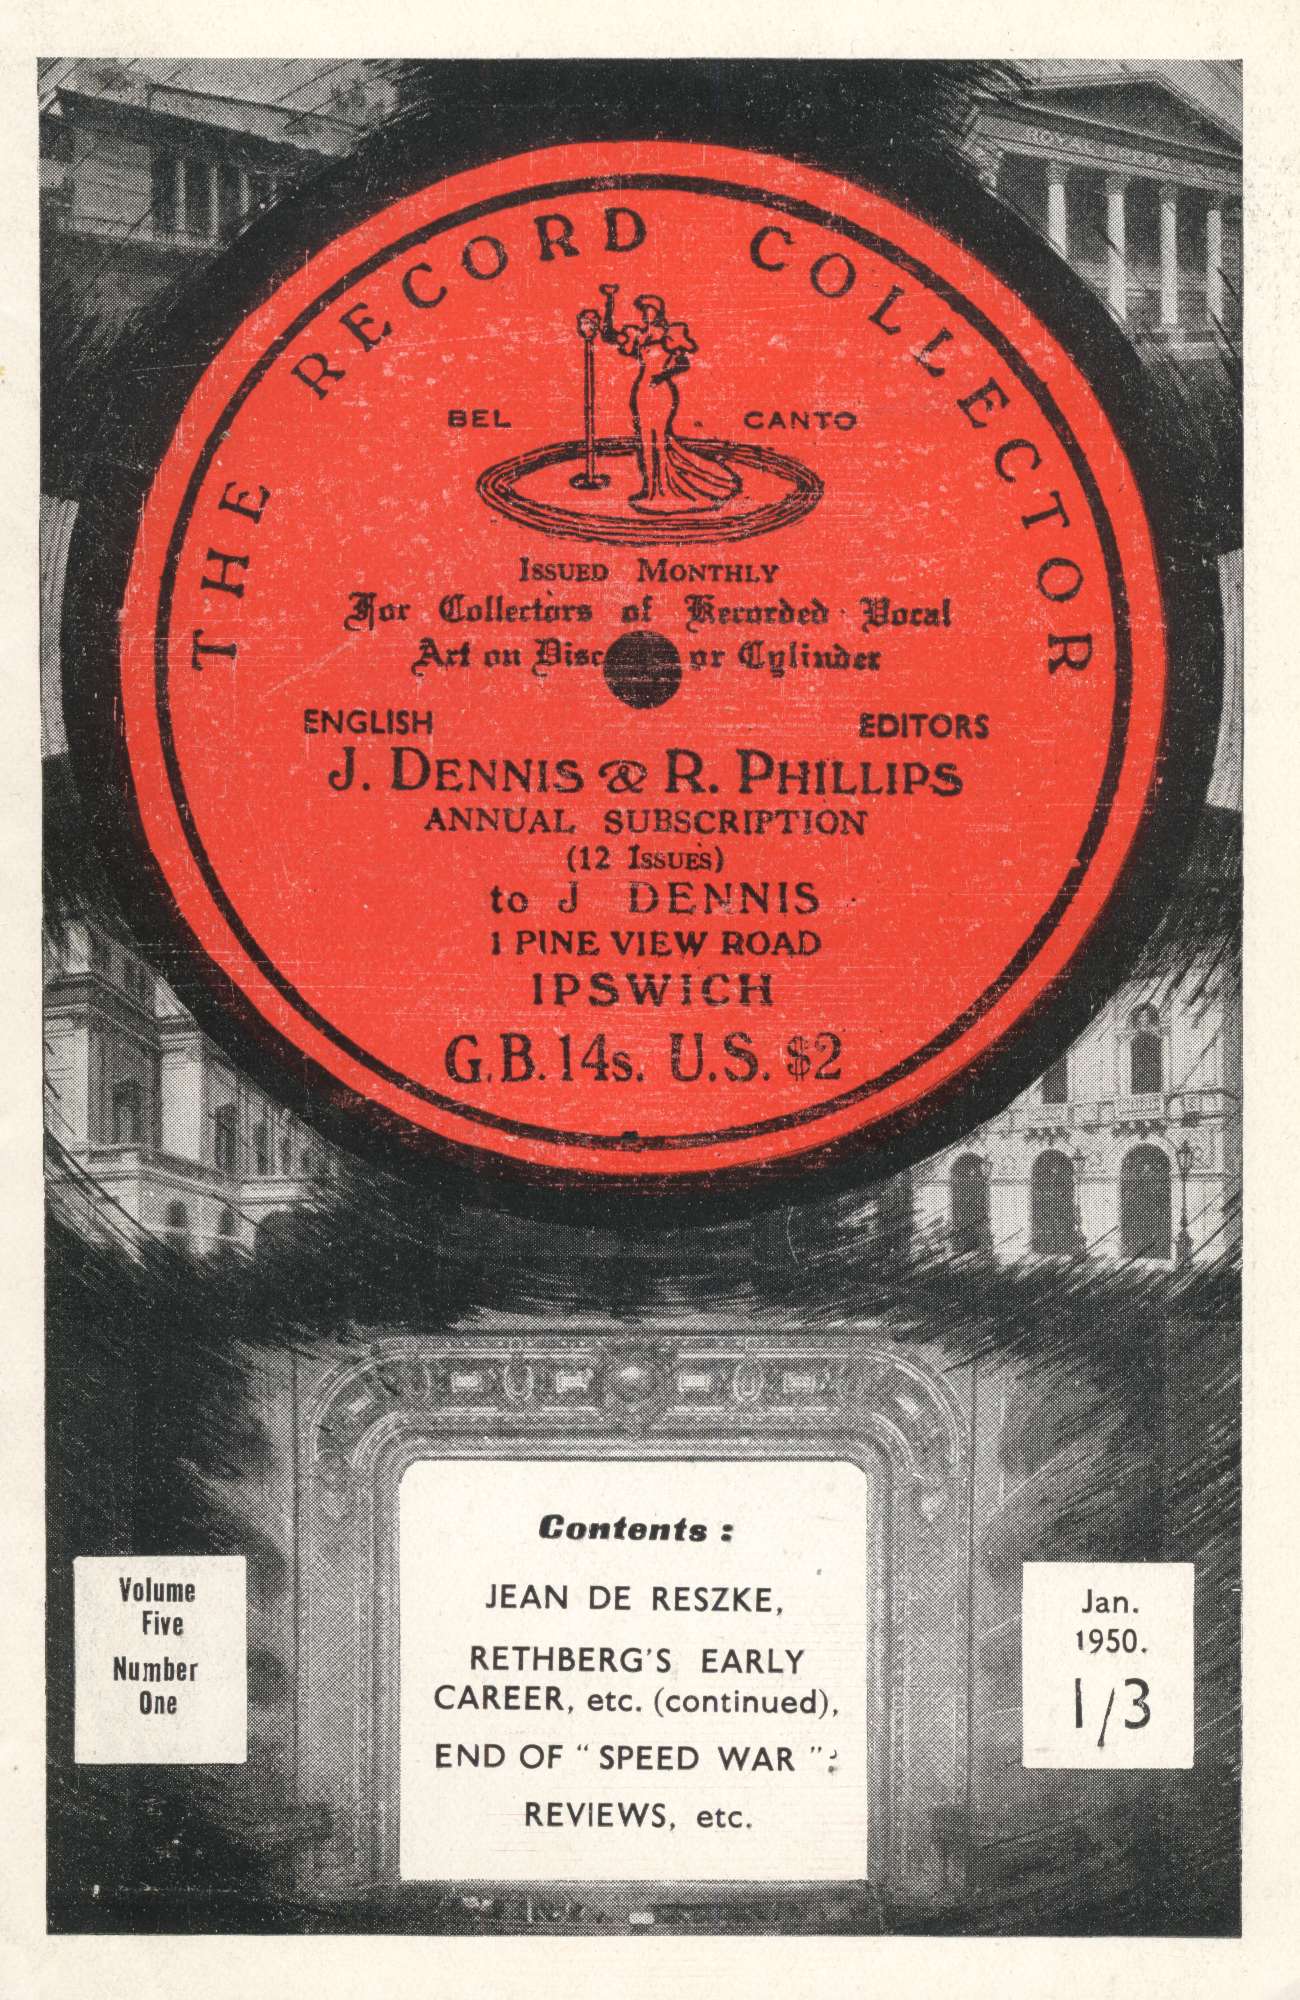 THE RECORD COLLECTOR
BEL CANTO
ISSUED MONTHLY
For Collectors of Recorded Vocal
Art on Disc or Cylinder
ENGLISH EDITORS
J. DENNIS & R. PHILLIPS
ANNUAL SUBSCRIPTION
(12 ISSUES)
to J DENNIS
1 PINE VIEW ROAD
IPSWICH
G.B. 14s. U.S. $2
Contents :
JEAN DE RESZKE,
RETHBERG'S EARLY
CAREER, etc. (continued),
END OF “ SPEED WAR ” ?
REVIEWS, etc.
Volume
Five
Number
One
Jan.
1950.
1/3